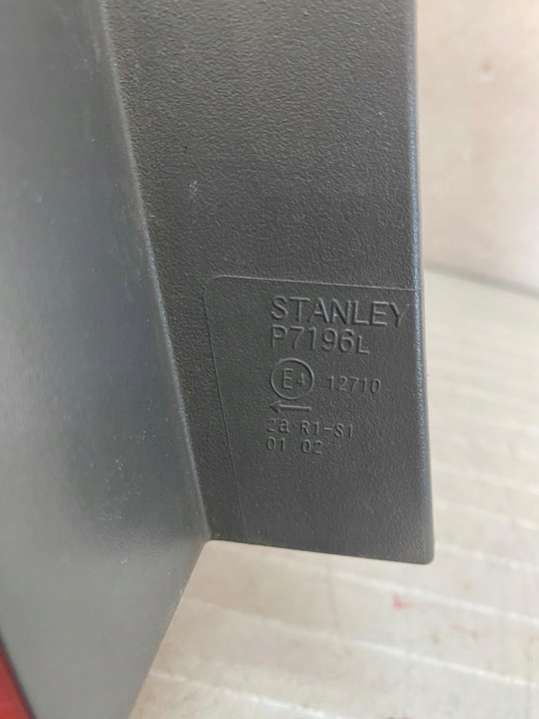 STANLEY
P7196L
E4 12710
←
2a R1-S1
01 02